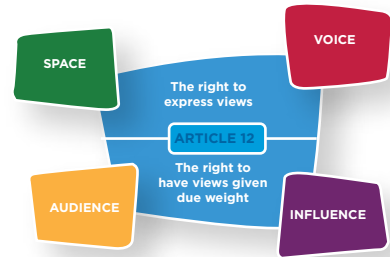 SPACE
VOICE
The right to
express views
ARTICLE 12
The right to
have views given
due weight
AUDIENCE
INFLUENCE